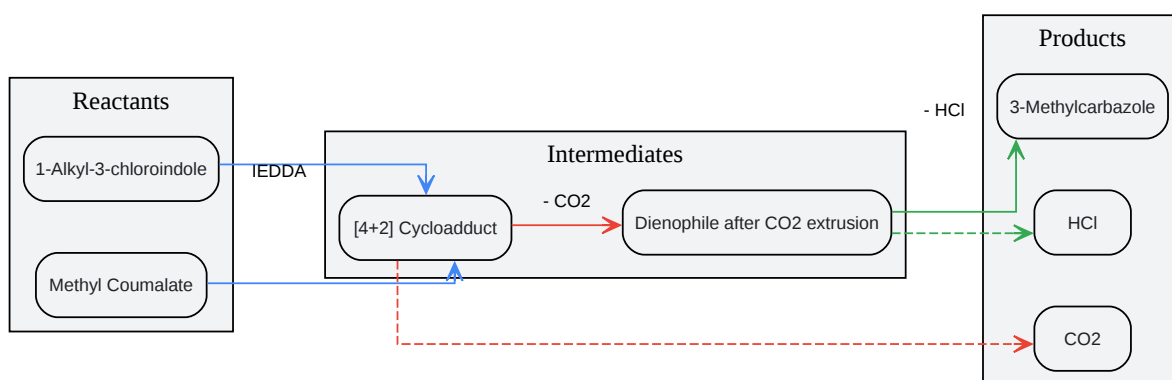 Reactants
1-Alkyl-3-chloroindole
Methyl Coumalate
IEDDA
Intermediates
[4+2] Cycloadduct
- CO2
Dienophile after CO2 extrusion
- HCl
Products
3-Methylcarbazole
HCl
CO2